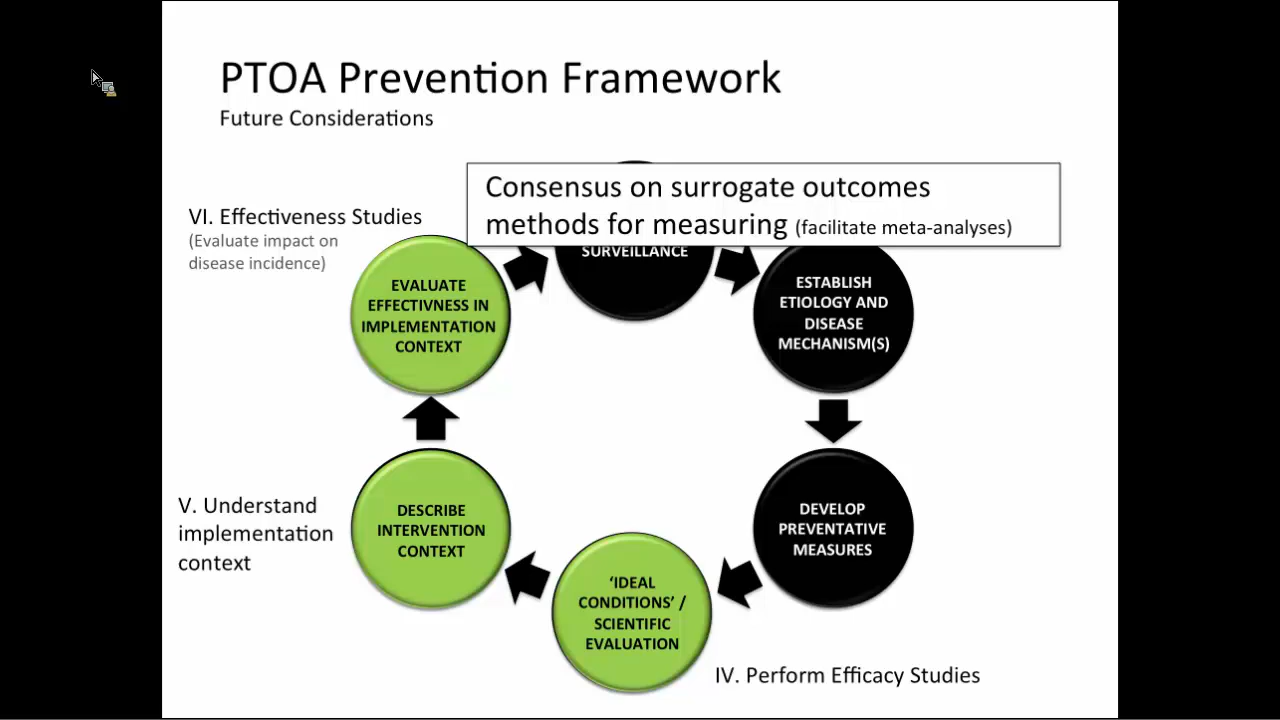 PTOA Prevention Framework
Future Considerations
Consensus on surrogate outcomes
methods for measuring (facilitate meta-analyses)
VI. Effectiveness Studies
(Evaluate impact on
disease incidence)
SURVEILLANCE
EVALUATE
EFFECTIVNESS IN
IMPLEMENTATION
CONTEXT
ESTABLISH
ETIOLOGY AND
DISEASE
MECHANISM(S)
V. Understand
implementation
context
DESCRIBE
INTERVENTION
CONTEXT
DEVELOP
PREVENTATIVE
MEASURES
‘IDEAL
CONDITIONS’ /
SCIENTIFIC
EVALUATION
IV. Perform Efficacy Studies